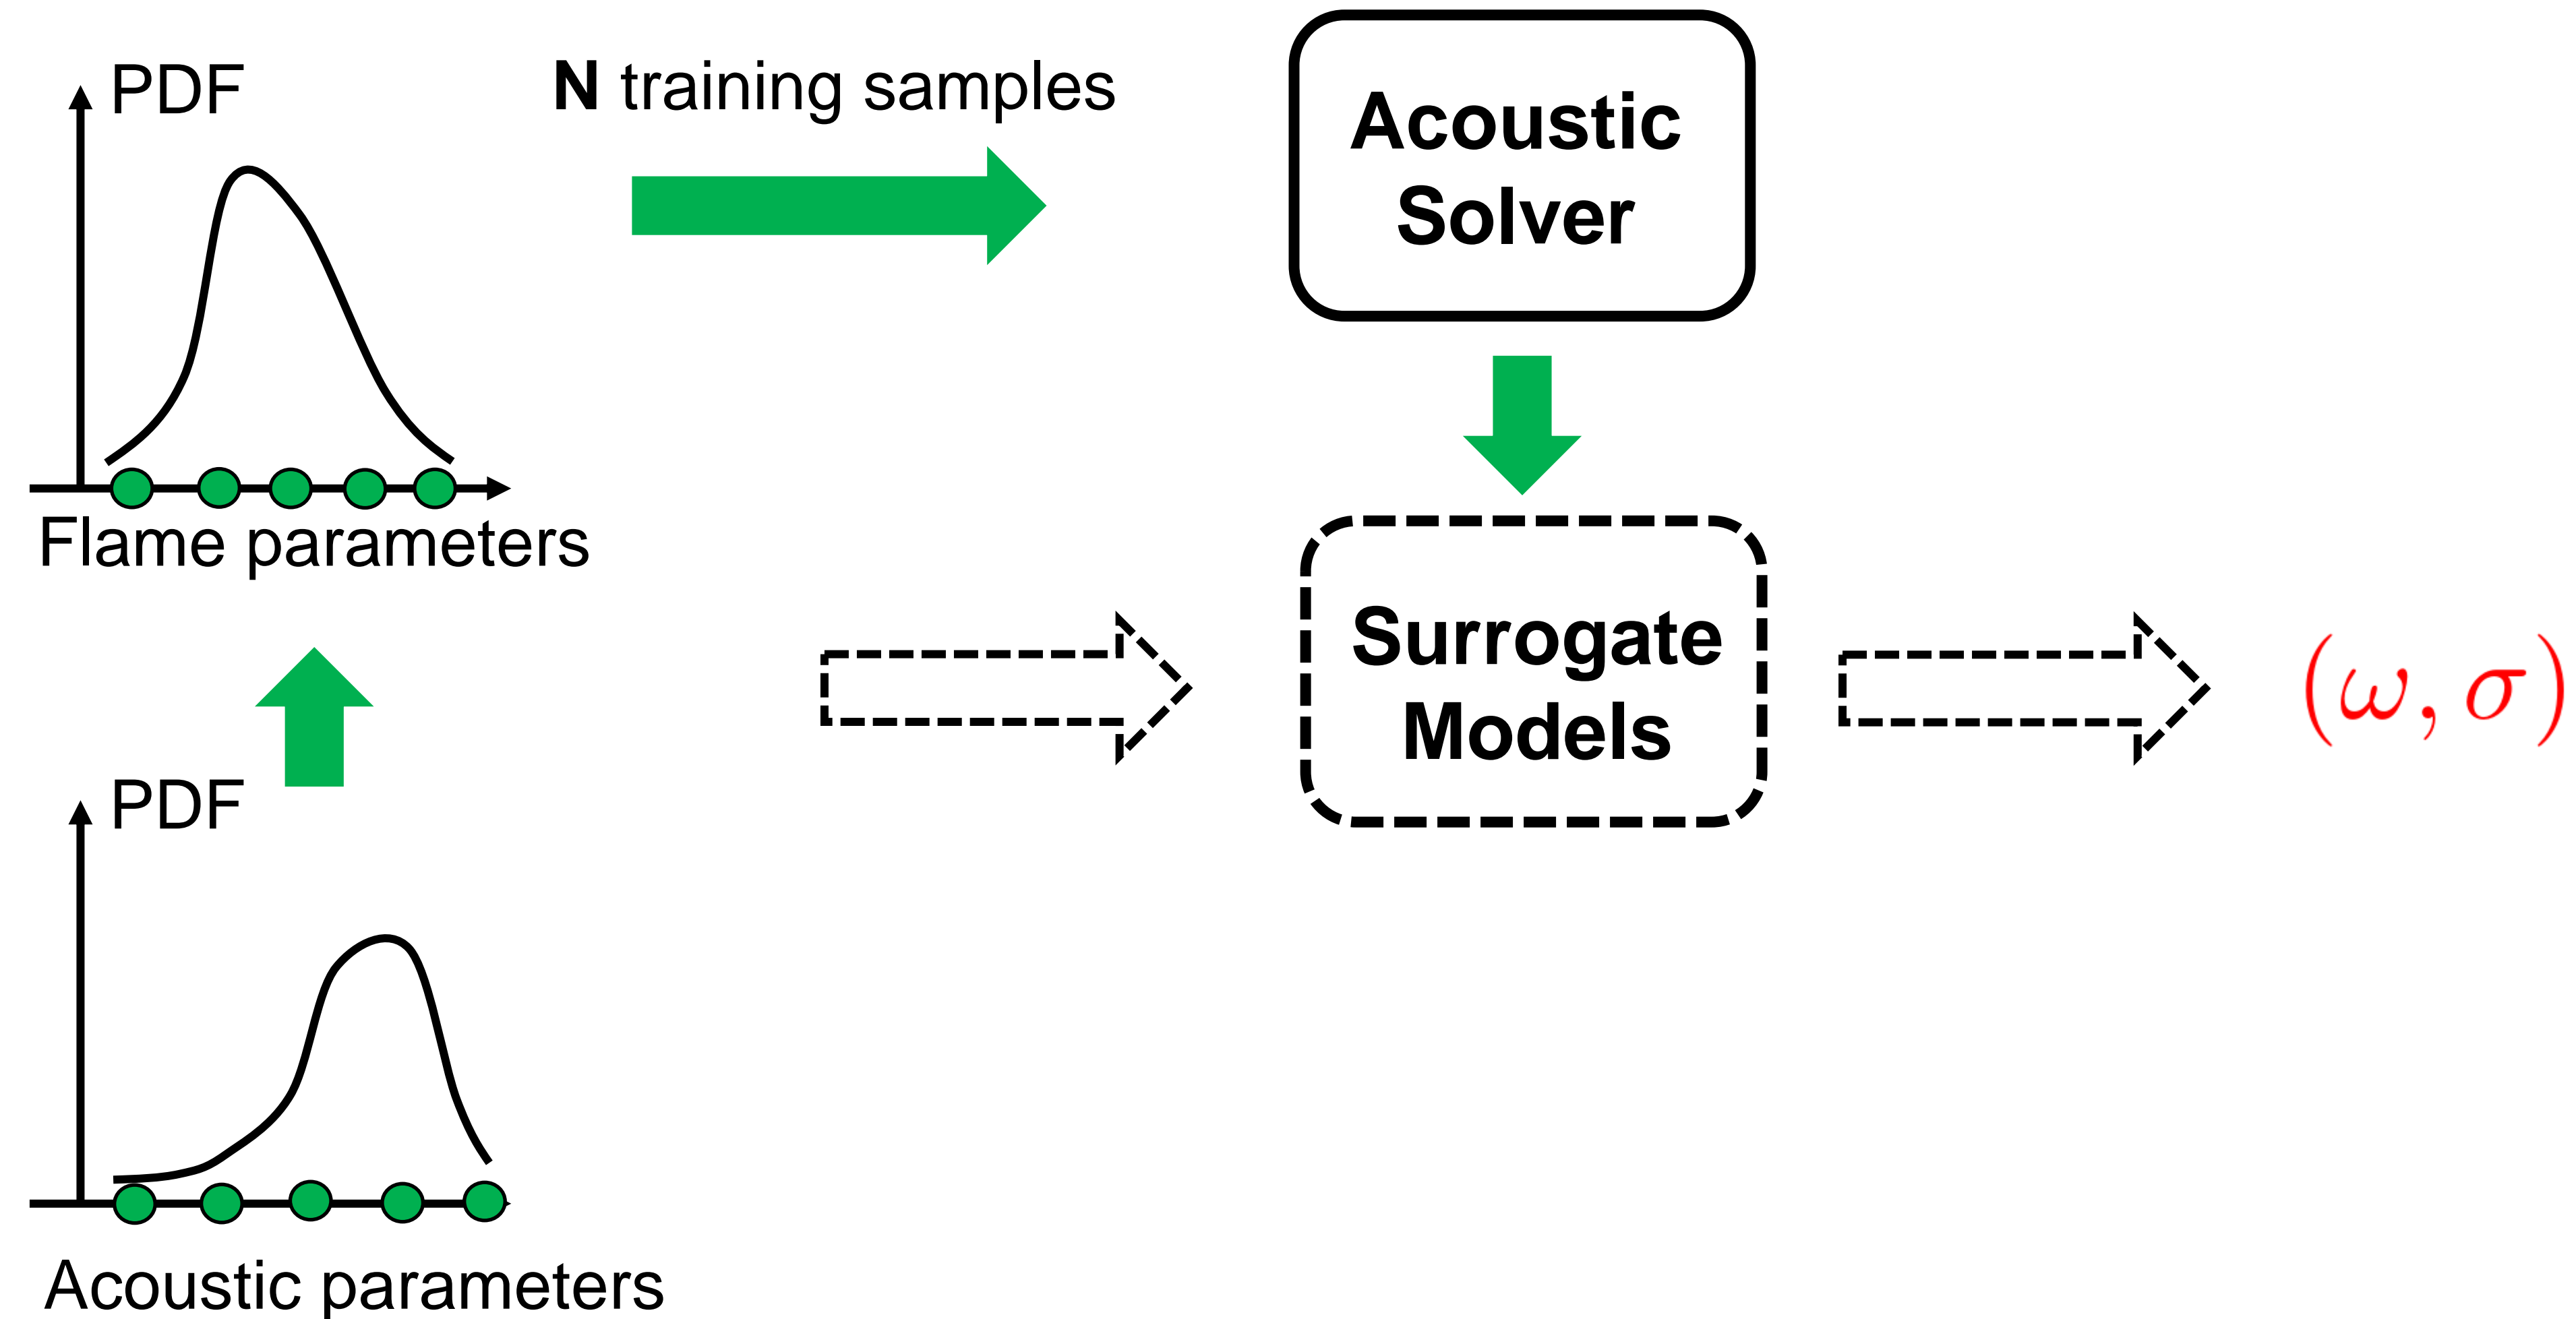 PDF
N training samples
Acoustic
Solver
Flame parameters
Surrogate
Models
(ω, σ)
PDF
Acoustic parameters